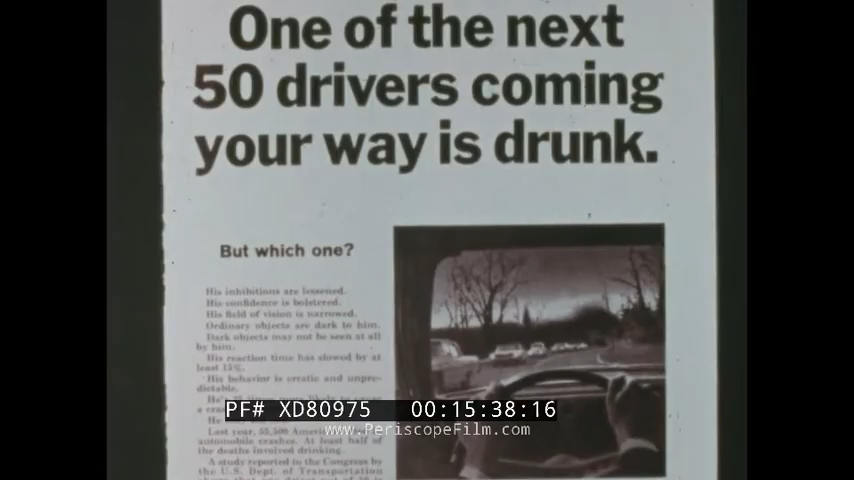 One of the next
50 drivers coming
your way is drunk.
But which one?
His inhibitions are lessened.
His confidence is bolstered.
His field of vision is narrowed.
Ordinary objects are dark to him.
Dark objects may not be seen at all
by him.
His reaction time has slowed by at
least 15%.
His behavior is erratic and unpre-
dictable.
He's
a cra
He
PF# XD80975 00:15:38:16
www.PeriscopeFilm.com
Last year, 55,500 Americ
automobile crashes. At least half of
the deaths involved drinking.
A study reported to the Congress by
the U.S. Dept. of Transportation